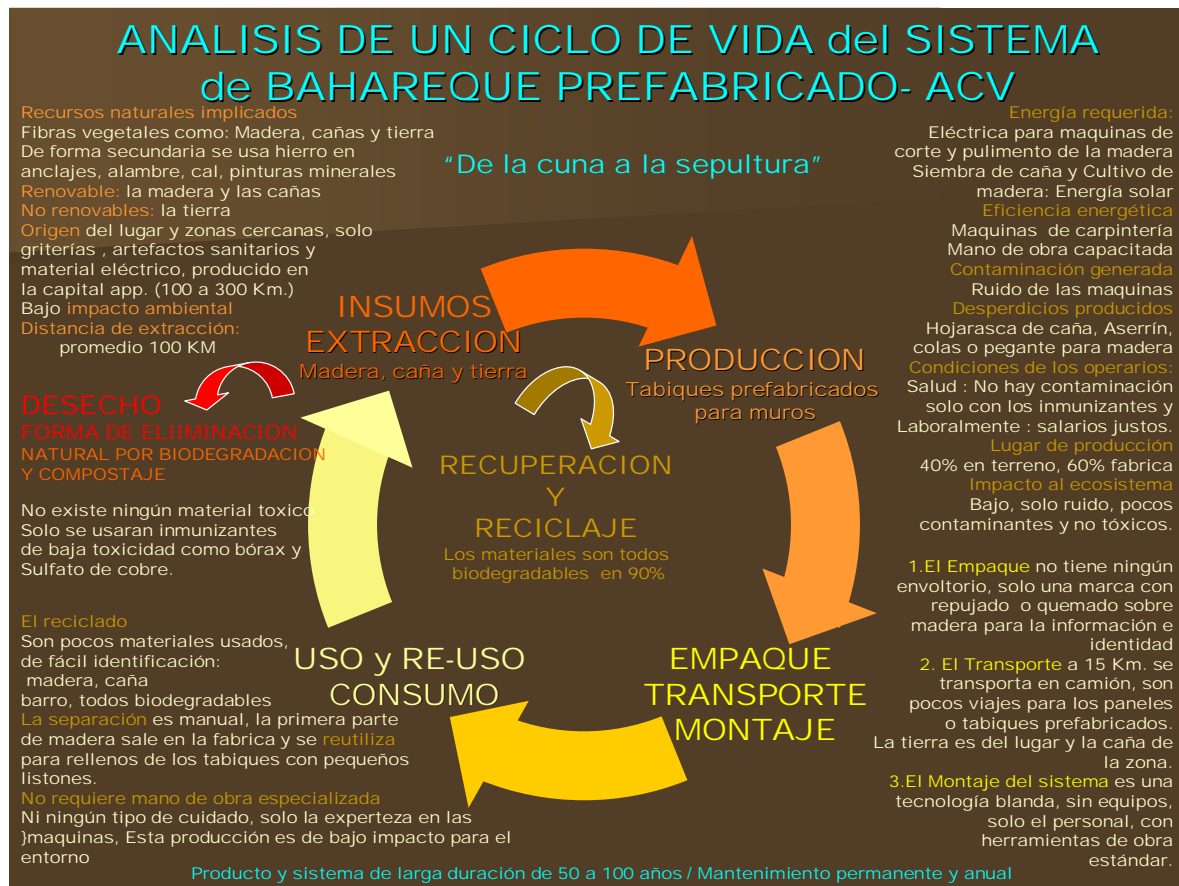 ANALISIS DE UN CICLO DE VIDA del SISTEMA
de BAHAREQUE PREFABRICADO- ACV
"De la cuna a la sepultura"
Recursos naturales implicados
Fibras vegetales como: Madera, cañas y tierra
De forma secundaria se usa hierro en
anclajes, alambre, cal, pinturas minerales
Renovable: la madera y las cañas
No renovables: la tierra
Origen del lugar y zonas cercanas, solo
griterías , artefactos sanitarios y
material eléctrico, producido en
la capital app. (100 a 300 Km.)
Bajo impacto ambiental
Distancia de extracción:
promedio 100 KM
INSUMOS
EXTRACCION
Madera, caña y tierra
PRODUCCION
Tabiques prefabricados
para muros
Energía requerida:
Eléctrica para maquinas de
corte y pulimento de la madera
Siembra de caña y Cultivo de
madera: Energía solar
Eficiencia energética
Maquinas de carpintería
Mano de obra capacitada
Contaminación generada
Ruido de las maquinas
Desperdicios producidos
Hojarasca de caña, Aserrín,
colas o pegante para madera
Condiciones de los operarios:
Salud : No hay contaminación
solo con los inmunizantes y
Laboralmente : salarios justos.
Lugar de producción
40% en terreno, 60% fabrica
Impacto al ecosistema
Bajo, solo ruido, pocos
contaminantes y no tóxicos.
DESECHO
FORMA DE ELIIMINACION
NATURAL POR BIODEGRADACION
Y COMPOSTAJE
No existe ningún material toxico
Solo se usaran inmunizantes
de baja toxicidad como bórax y
Sulfato de cobre.
RECUPERACION
Y
RECICLAJE
Los materiales son todos
biodegradables en 90%
1.El Empaque no tiene ningún
envoltorio, solo una marca con
repujado o quemado sobre
madera para la información e
identidad
2. El Transporte a 15 Km. se
transporta en camión, son
pocos viajes para los paneles
o tabiques prefabricados.
La tierra es del lugar y la caña de
la zona.
3.El Montaje del sistema es una
tecnología blanda, sin equipos,
solo el personal, con
herramientas de obra
estándar.
EMPAQUE
TRANSPORTE
MONTAJE
USO y RE-USO
CONSUMO
El reciclado
Son pocos materiales usados,
de fácil identificación:
madera, caña
barro, todos biodegradables
La separación es manual, la primera parte
de madera sale en la fabrica y se reutiliza
para rellenos de los tabiques con pequeños
listones.
No requiere mano de obra especializada
Ni ningún tipo de cuidado, solo la experteza en las
}maquinas, Esta producción es de bajo impacto para el
entorno
Producto y sistema de larga duración de 50 a 100 años / Mantenimiento permanente y anual